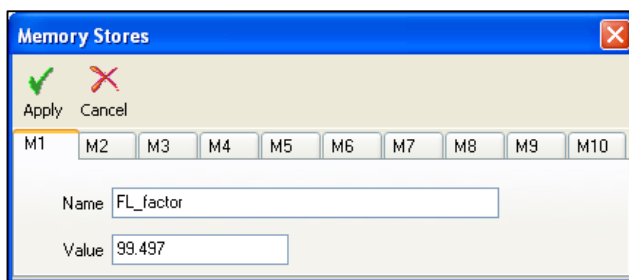 Memory Stores
Apply Cancel
M1 M2 M3 M4 M5 M6 M7 M8 M9 M10
Name FL_factor
Value 99.497